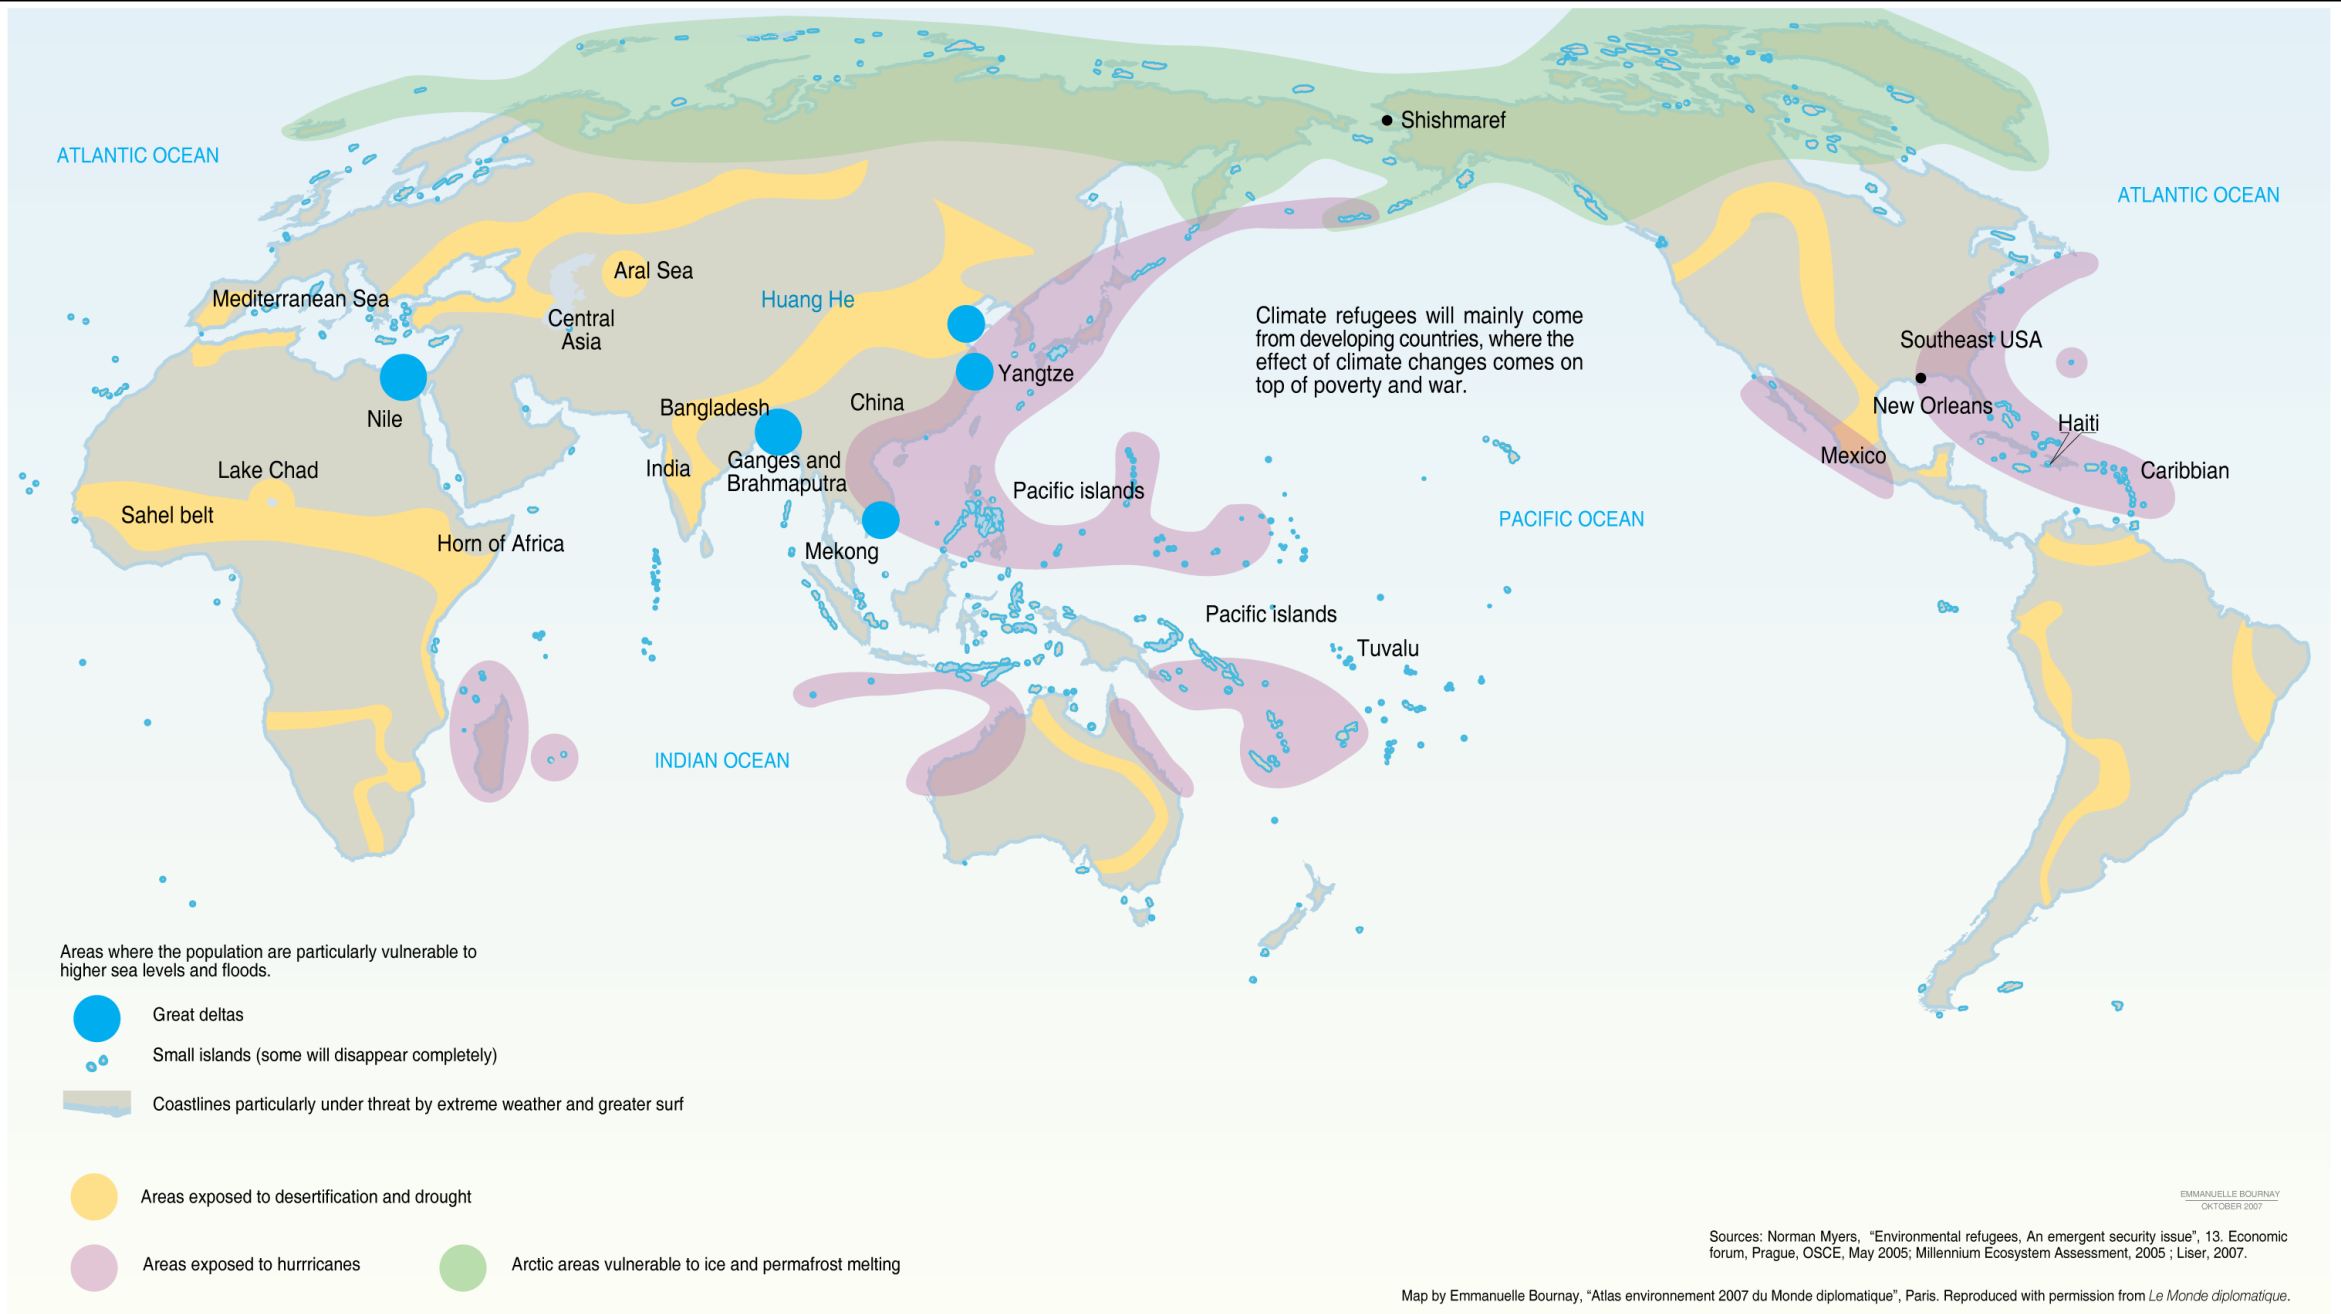 ATLANTIC OCEAN
Shishmaref
ATLANTIC OCEAN
Aral Sea
Mediterranean Sea
Huang He
Central
Asia
Climate refugees will mainly come
from developing countries, where the
effect of climate changes comes on
top of poverty and war.
Southeast USA
Yangtze
Nile
Bangladesh
China
New Orleans
Haiti
Lake Chad
India
Ganges and
Brahmaputra
Mexico
Caribbian
Pacific islands
Sahel belt
PACIFIC OCEAN
Horn of Africa
Mekong
Pacific islands
Tuvalu
INDIAN OCEAN
Areas where the population are particularly vulnerable to
higher sea levels and floods.
Great deltas
Small islands (some will disappear completely)
Coastlines particularly under threat by extreme weather and greater surf
Areas exposed to desertification and drought
Areas exposed to hurrricanes
Arctic areas vulnerable to ice and permafrost melting
EMMANUELLE BOURNAY
OKTOBER 2007
Sources: Norman Myers, “Environmental refugees, An emergent security issue”, 13. Economic
forum, Prague, OSCE, May 2005; Millennium Ecosystem Assessment, 2005 ; Liser, 2007.
Map by Emmanuelle Bournay, “Atlas environnement 2007 du Monde diplomatique”, Paris. Reproduced with permission from Le Monde diplomatique.